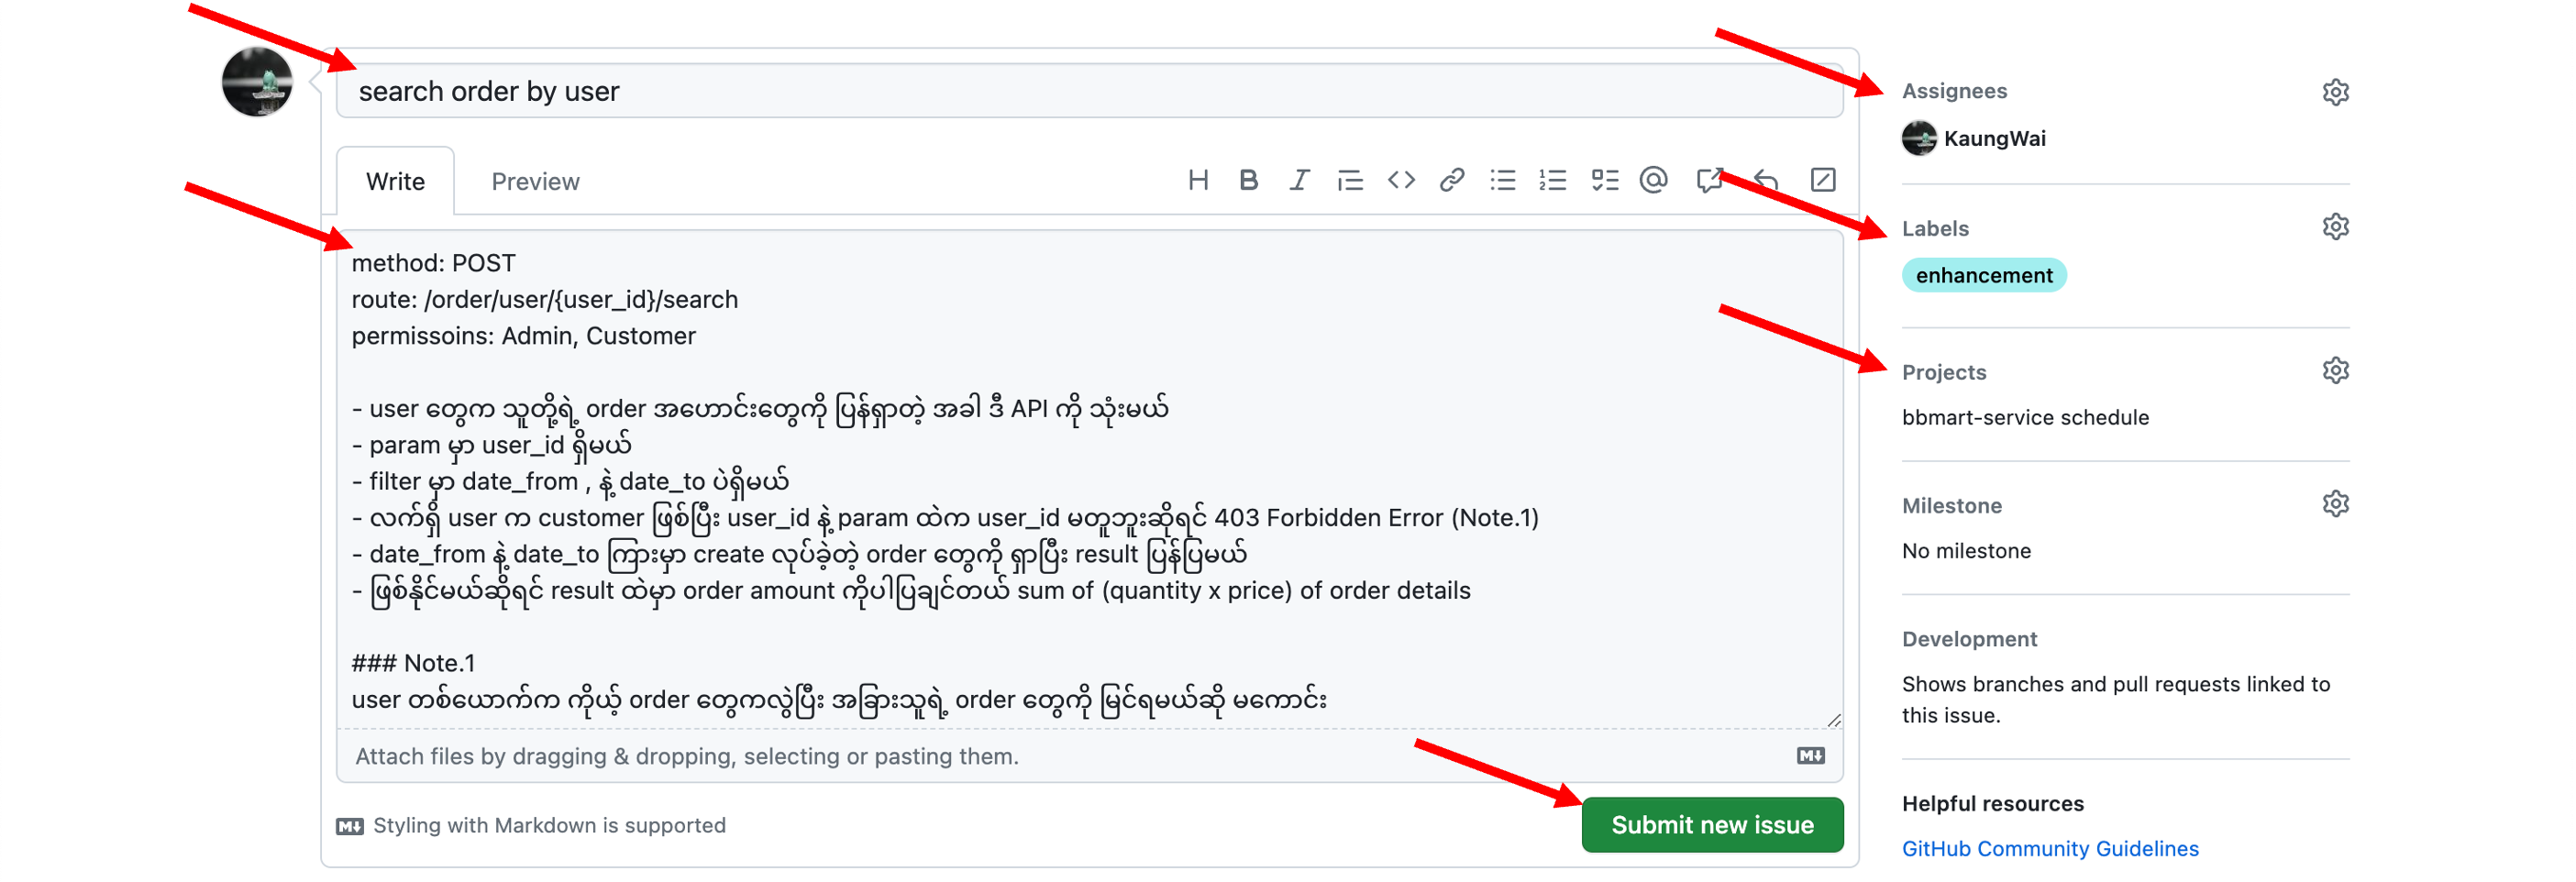 search order by user
Write
Preview
method: POST
route: /order/user/{user_id}/search
permissoins: Admin, Customer
- user တွေက သူတို့ရဲ့ order အဟောင်းတွေကို ပြန်ရှာတဲ့ အခါ ဒီ API ကို သုံးမယ်
- param မှာ user_id ရှိမယ်
- filter မှာ date_from , နဲ့ date_to ပဲရှိမယ်
- လက်ရှိ user က customer ဖြစ်ပြီး user_id နဲ့ param ထဲက user_id မတူဘူးဆိုရင် 403 Forbidden Error (Note.1)
- date_from နဲ့ date_to ကြားမှာ create လုပ်ခဲ့တဲ့ order တွေကို ရှာပြီး result ပြန်ပြမယ်
- ဖြစ်နိုင်မယ်ဆိုရင် result ထဲမှာ order amount ကိုပါပြချင်တယ် sum of (quantity x price) of order details
### Note.1
user တစ်ယောက်က ကိုယ့် order တွေကလွဲပြီး အခြားသူရဲ့ order တွေကို မြင်ရမယ်ဆို မကောင်း
Attach files by dragging & dropping, selecting or pasting them.
Styling with Markdown is supported
Submit new issue
Assignees
KaungWai
Labels
enhancement
Projects
bbmart-service schedule
Milestone
No milestone
Development
Shows branches and pull requests linked to
this issue.
Helpful resources
GitHub Community Guidelines